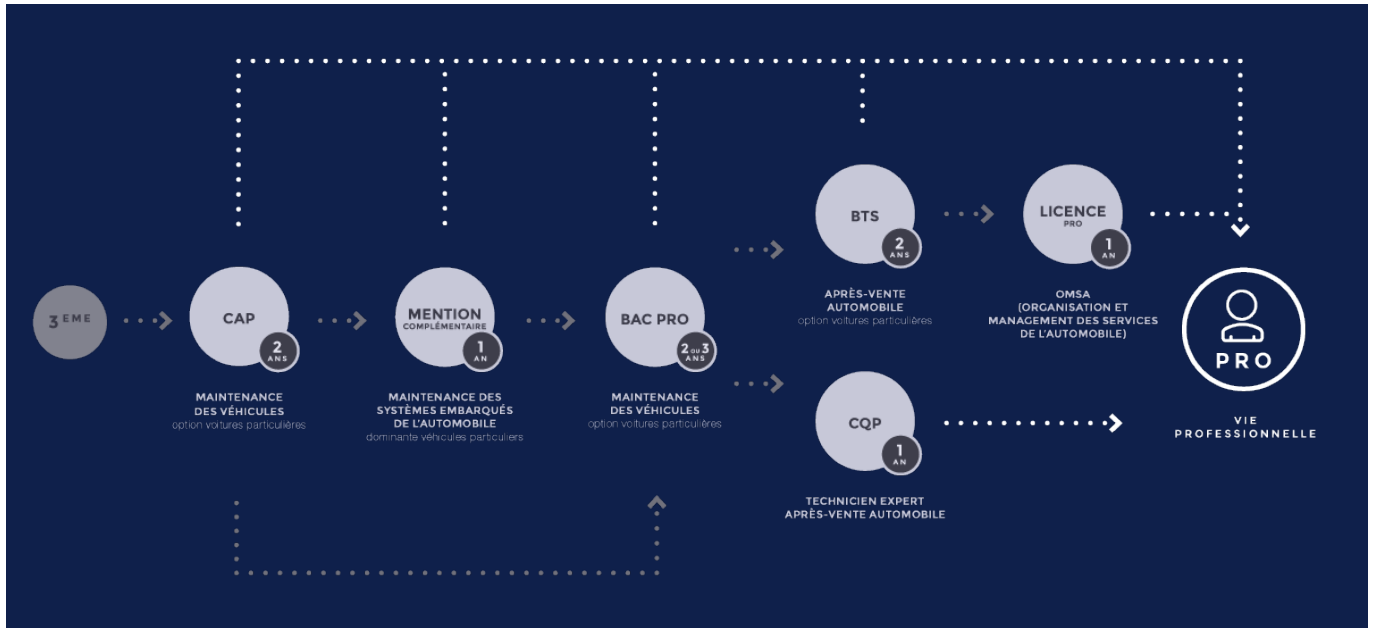 3 EME
CAP
2
ANS
MAINTENANCE
DES VÉHICULES
option voitures particulières
MENTION
COMPLÉMENTAIRE
1
AN
MAINTENANCE DES
SYSTÈMES EMBARQUÉS
DE L'AUTOMOBILE
dominante véhicules particuliers
BAC PRO
2 OU 3
ANS
MAINTENANCE
DES VÉHICULES
option voitures particulières
BTS
2
ANS
APRÈS-VENTE
AUTOMOBILE
option voitures particulières
LICENCE
PRO
1
AN
OMSA
(ORGANISATION ET
MANAGEMENT DES SERVICES
DE L'AUTOMOBILE)
CQP
1
AN
TECHNICIEN EXPERT
APRÈS-VENTE AUTOMOBILE
PRO
VIE
PROFESSIONNELLE